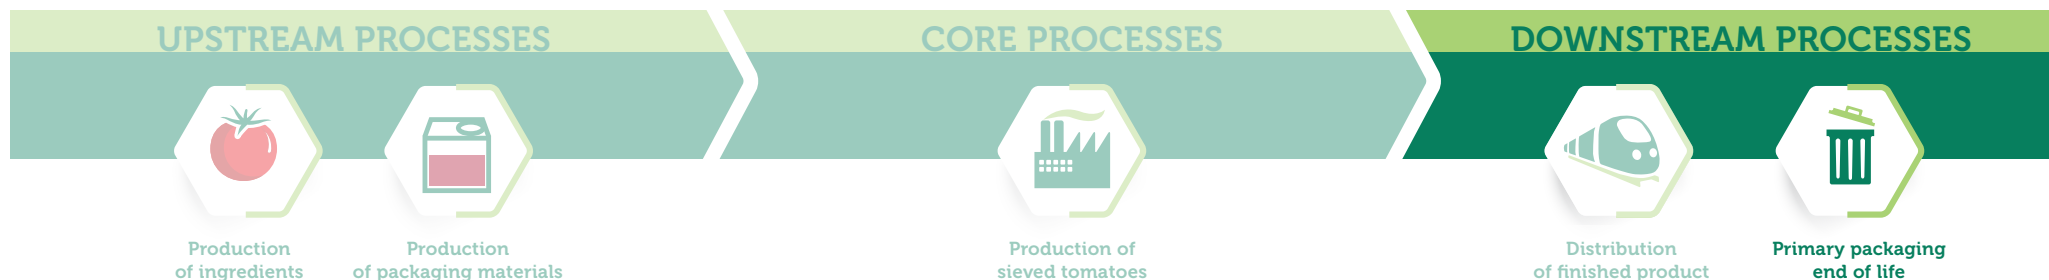 UPSTREAM PROCESSES
CORE PROCESSES
DOWNSTREAM PROCESSES
Production
of ingredients
Production
of packaging materials
Production of
sieved tomatoes
Distribution
of finished product
Primary packaging
end of life